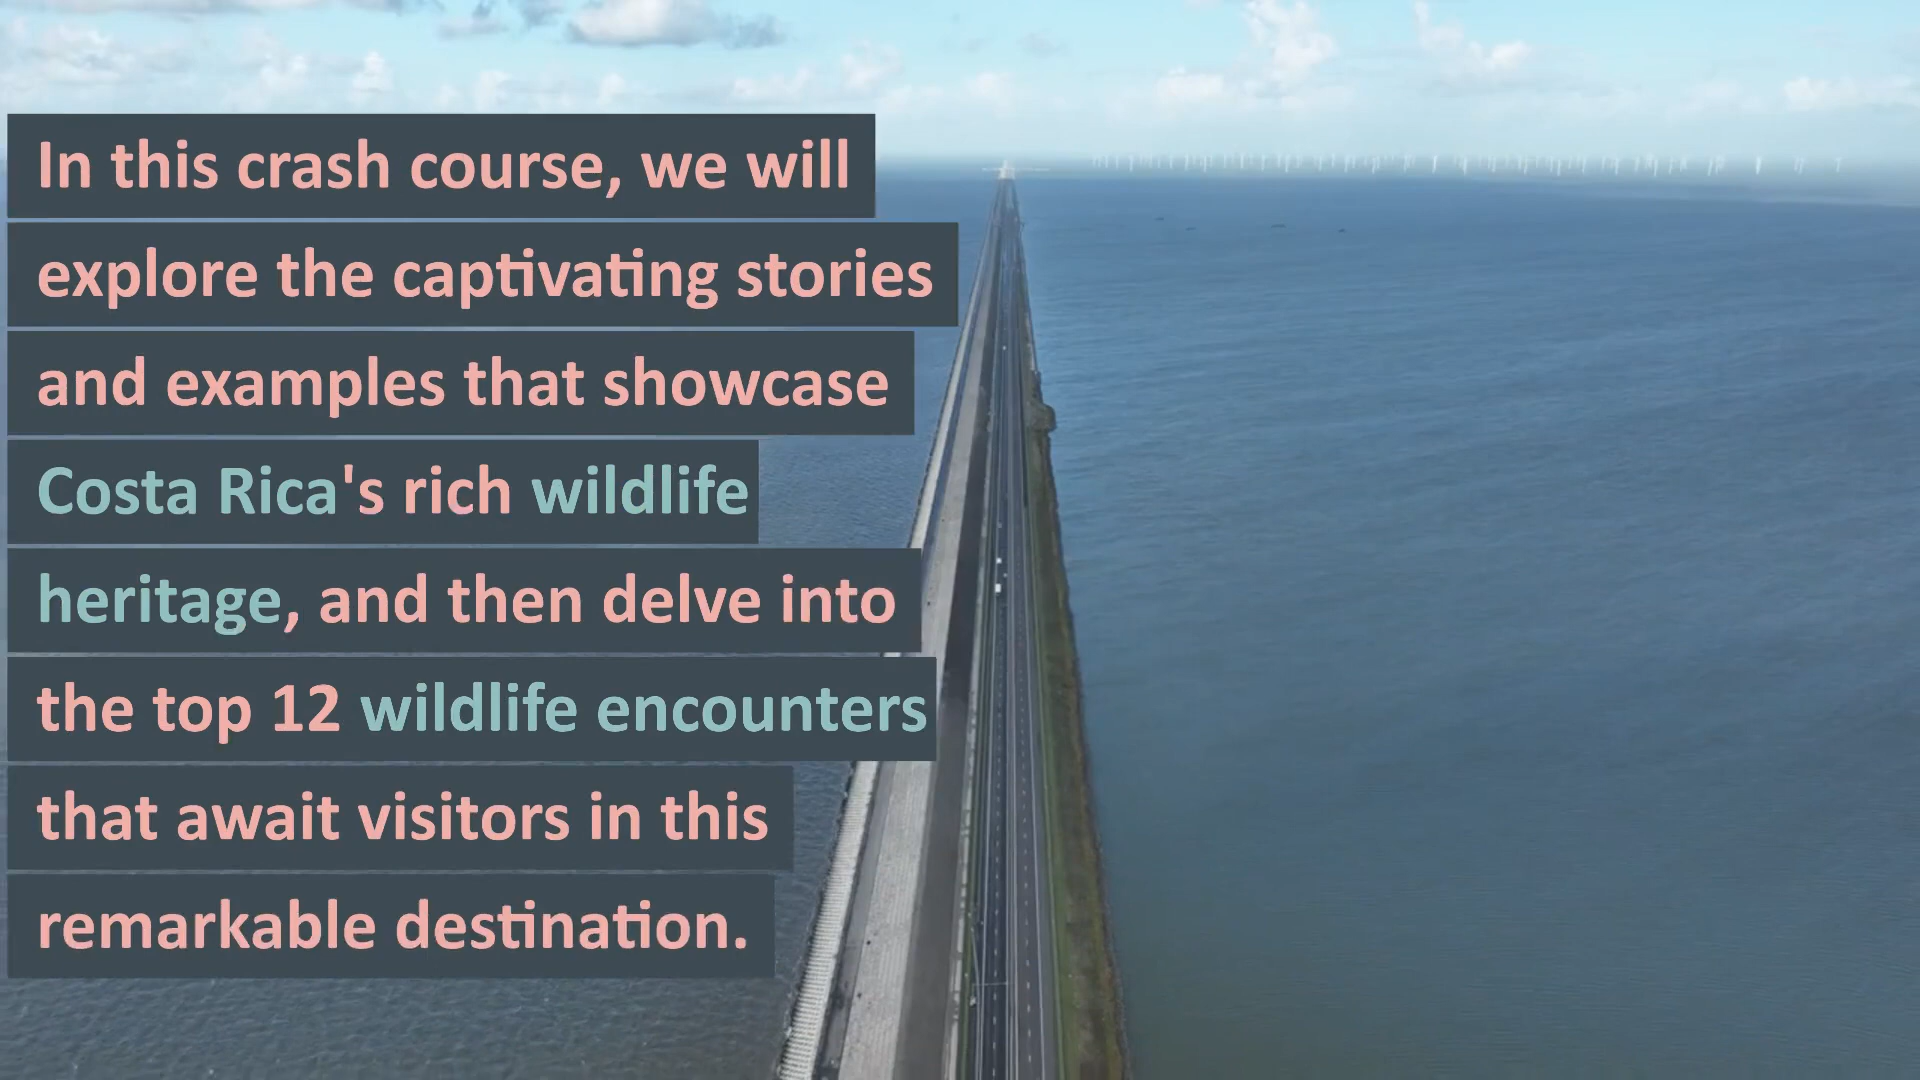 In this crash course, we will
explore the captivating stories
and examples that showcase
Costa Rica's rich wildlife
heritage, and then delve into
the top 12 wildlife encounters
that await visitors in this
remarkable destination.